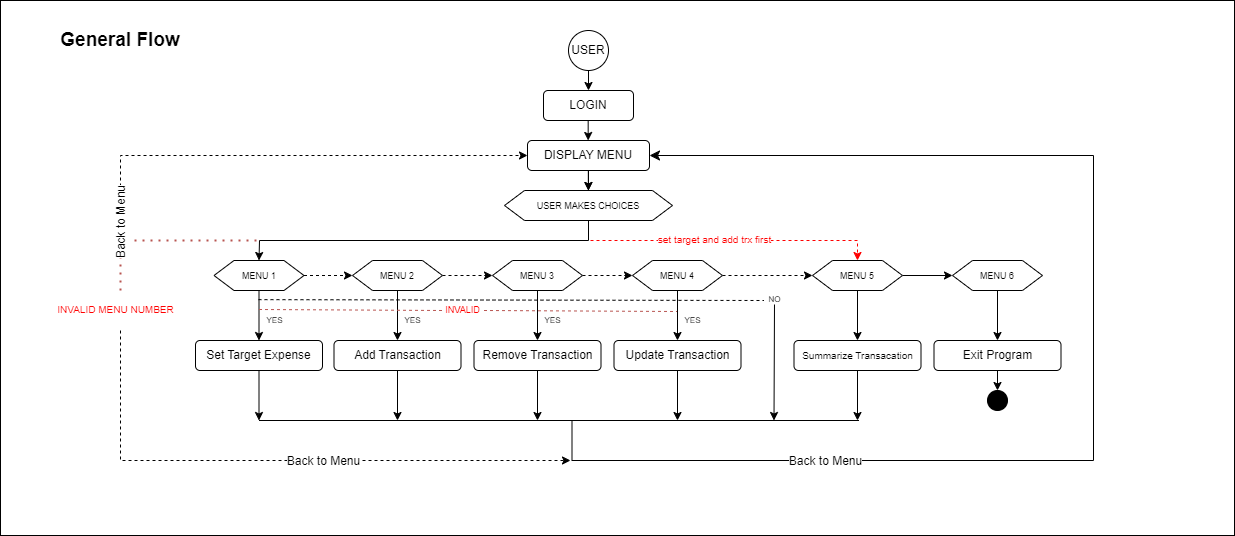 General Flow
USER
LOGIN
DISPLAY MENU
Back to Menu
USER MAKES CHOICES
set target and add trx first
MENU 1
MENU 2
MENU 3
MENU 4
MENU 5
MENU 6
NO
INVALID MENU NUMBER
INVALID
YES
YES
YES
YES
Set Target Expense
Add Transaction
Remove Transaction
Update Transaction
Summarize Transacation
Exit Program
Back to Menu
Back to Menu